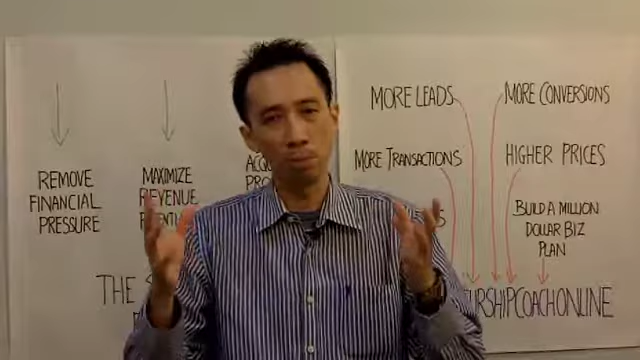 REMOVE
FINANCIAL
PRESSURE
MAXIMIZE
REVENUE
THE
MORE LEADS
MORE CONVERSIONS
MORE TRANSACTIONS
HIGHER PRICES
BUILD A MILLION
DOLLAR BIZ
PLAN
URSHIPCOACHONLINE